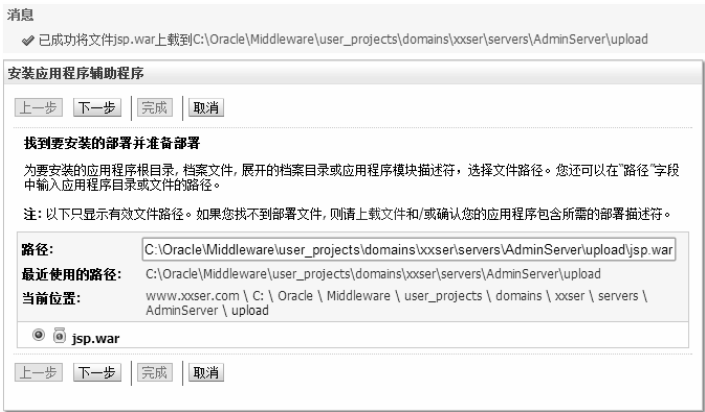 消息
已成功将文件jsp.war上载到C:\Oracle\Middleware\user_projects\domains\xxser\servers\AdminServer\upload
安装应用程序辅助程序
上一步 下一步 完成 取消
找到要安装的部署并准备部署
为要安装的应用程序根目录, 档案文件, 展开的档案目录或应用程序模块描述符，选择文件路径。您还可以在“路径”字段
中输入应用程序目录或文件的路径。
注: 以下只显示有效文件路径。如果您找不到部署文件, 则请上载文件和/或确认您的应用程序包含所需的部署描述符。
路径: C:\Oracle\Middleware\user_projects\domains\xxser\servers\AdminServer\upload\jsp.war
最近使用的路径: C:\Oracle\Middleware\user_projects\domains\xxser\servers\AdminServer\upload
当前位置: www.xxser.com \ C: \ Oracle \ Middleware \ user_projects \ domains \ xxser \ servers \
AdminServer \ upload
jsp.war
上一步 下一步 完成 取消